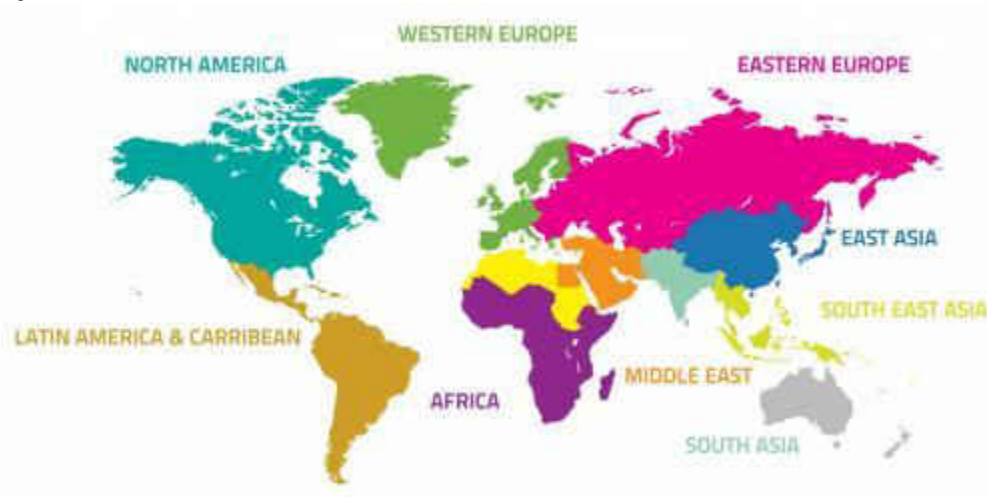 WESTERN EUROPE
NORTH AMERICA
EASTERN EUROPE
EAST ASIA
SOUTH EAST ASIA
LATIN AMERICA & CARRIBEAN
MIDDLE EAST
AFRICA
SOUTH ASIA